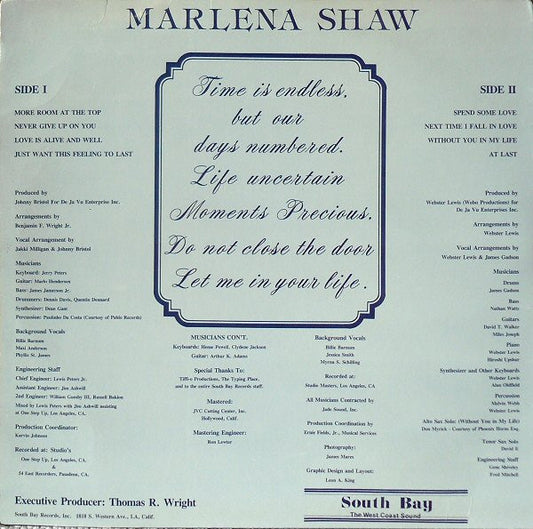 MARLENA SHAW
SIDE I
MORE ROOM AT THE TOP
NEVER GIVE UP ON YOU
LOVE IS ALIVE AND WELL
JUST WANT THIS FEELING TO LAST
Produced by
Johnny Bristol For De Ja Vu Enterprise Inc.
Arrangements by
Benjamin F. Wright Jr.
Vocal Arrangement by
Jakki Milligan & Johnny Bristol
Musicians
Keyboard: Jerry Peters
Guitar: Marlo Henderson
Bass: James Jamerson Jr.
Drummers: Dennis Davis, Quentin Dennard
Synthesizer: Dean Gant
Percussion: Paulinho Da Costa (Courtesy of Pablo Records)
Background Vocals
Billie Barnum
Maxi Anderson
Phyllis St. James
Engineering Staff
Chief Engineer: Lewis Peters Jr.
Assistant Engineer: Jim Ashwill
2nd Engineer: William Gumby III, Russell Bukien
Mixed by Lewis Peters with Jim Ashwill assisting
at One Step Up, Los Angeles, CA.
Production Coordinator:
Karvin Johnson
Recorded at: Studio's
One Step Up, Los Angeles, CA
&
54 East Recorders, Pasadena, CA.
Executive Producer: Thomas R. Wright
South Bay Records, Inc. 1818 S. Western Ave., LA, Calif.
Time is endless,
but our
days numbered.
Life uncertain
Moments Precious.
Do not close the door
Let me in your life.
MUSICIANS CON'T.
Keyboards: Hense Powell, Clydene Jackson
Guitar: Arthur K. Adams
Special Thanks To:
Tiff-e Productions, The Typing Place,
and to the entire South Bay Records staff.
Mastered:
JVC Cutting Center, Inc.
Hollywood, Calif.
Mastering Engineer:
Ron Lewter
Background Vocals
Billie Barnum
Jessica Smith
Myrna S. Schilling
Recorded at:
Studio Masters, Los Angeles, CA
All Musicians Contracted by
Jade Sound, Inc.
Production Coordination by
Ernie Fields, Jr., Musical Services
Photography:
James Mares
Graphic Design and Layout:
Leon A. King
SIDE II
SPEND SOME LOVE
NEXT TIME I FALL IN LOVE
WITHOUT YOU IN MY LIFE
AT LAST
Produced by
Webster Lewis (Webo Productions) for
De Ja Vu Enterprises Inc.
Arrangements by
Webster Lewis
Vocal Arrangements by
Webster Lewis & James Gadson
Musicians
Drums
James Gadson
Bass
Nathan Watts
Guitars
David T. Walker
Miles Joseph
Piano
Webster Lewis
Hiroshi Upshur
Synthesizer and Other Keyboards
Webster Lewis
Alan Oldfield
Percussion
Melvin Webb
Webster Lewis
Alto Sax Solo: (Without You in My Life)
Don Myrick - Courtesy of Phoenix Horns Esq.
Tenor Sax Solo
David II
Engineering Staff
Gene Shiveley
Fred Mitchell
South Bay
The West Coast Sound